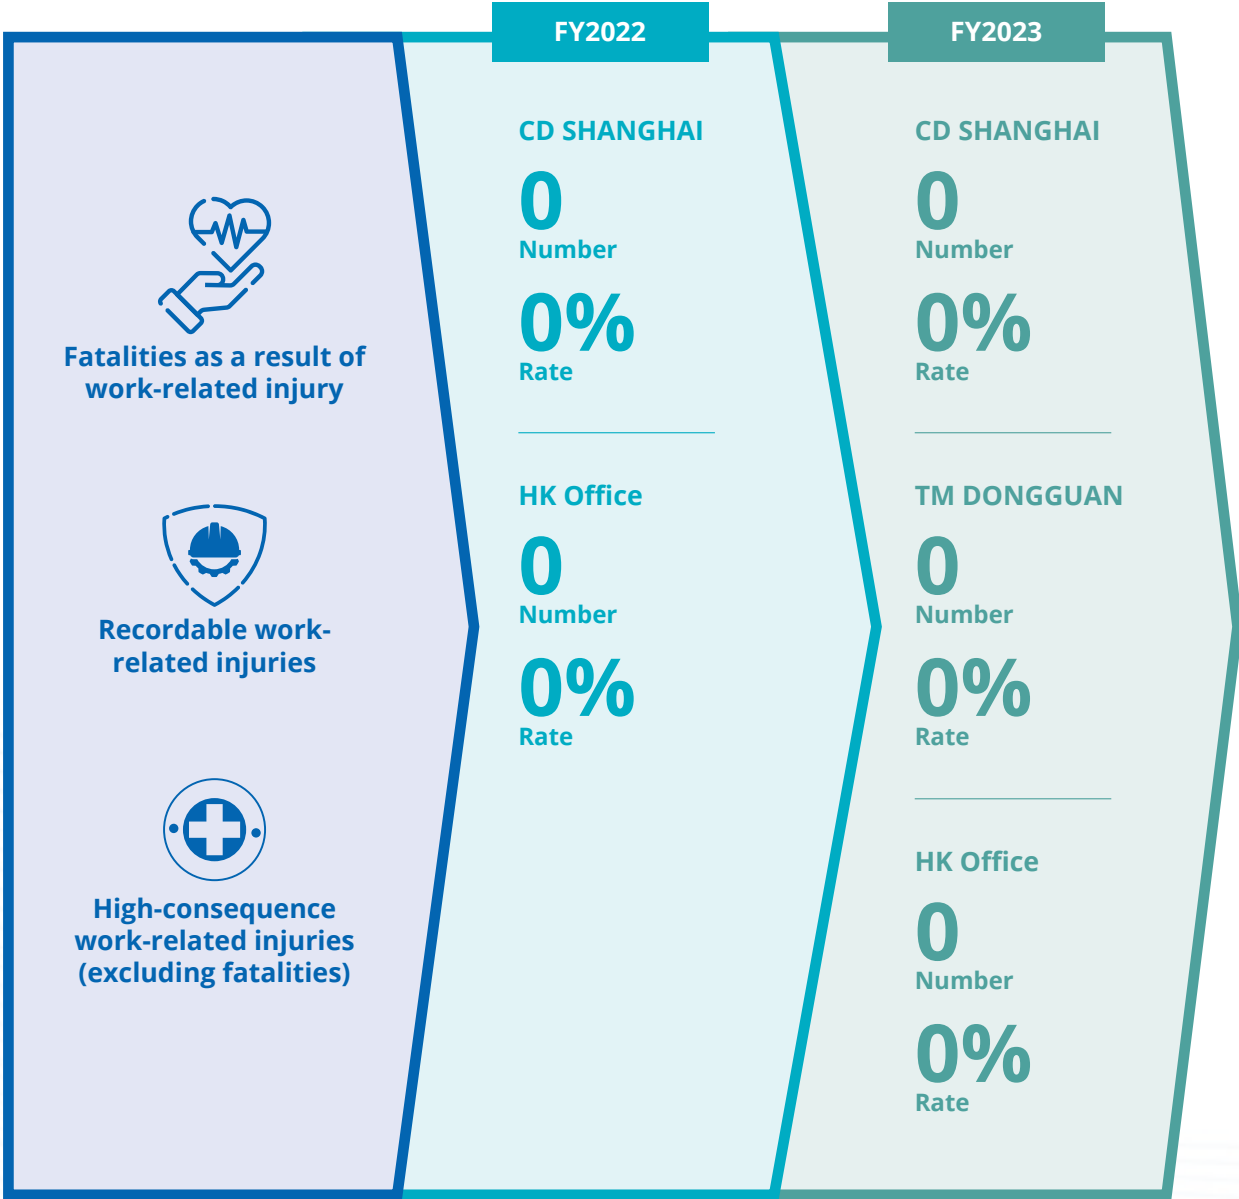 Fatalities as a result of
work-related injury
Recordable work-
related injuries
High-consequence
work-related injuries
(excluding fatalities)
FY2022
CD SHANGHAI
0
Number
0%
Rate
HK Office
0
Number
0%
Rate
FY2023
CD SHANGHAI
0
Number
0%
Rate
TM DONGGUAN
0
Number
0%
Rate
HK Office
0
Number
0%
Rate